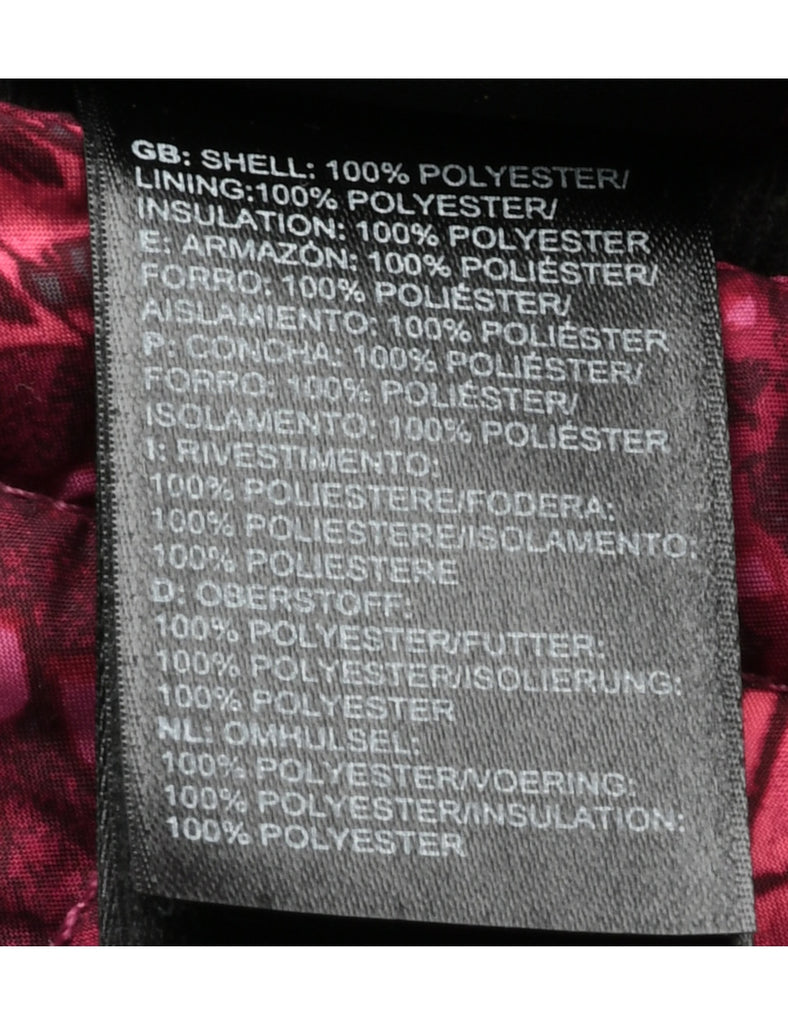 GB: SHELL: 100% POLYESTER/
LINING:100% POLYESTER/
INSULATION: 100% POLYESTER
E: ARMAZÓN: 100% POLIÉSTER/
FORRO: 100% POLIÉSTER/
AISLAMIENTO: 100% POLIÉSTER
P: CONCHA: 100% POLIÉSTER/
FORRO: 100% POLIÉSTER/
ISOLAMENTO: 100% POLIÉSTER
I: RIVESTIMENTO:
100% POLIESTERE/FODERA:
100% POLIESTERE/ISOLAMENTO:
100% POLIESTERE
D: OBERSTOFF:
100% POLYESTER/FUTTER:
100% POLYESTER/ISOLIERUNG:
100% POLYESTER
NL: OMHULSEL:
100% POLYESTER/VOERING:
100% POLYESTER/INSULATION:
100% POLYESTER